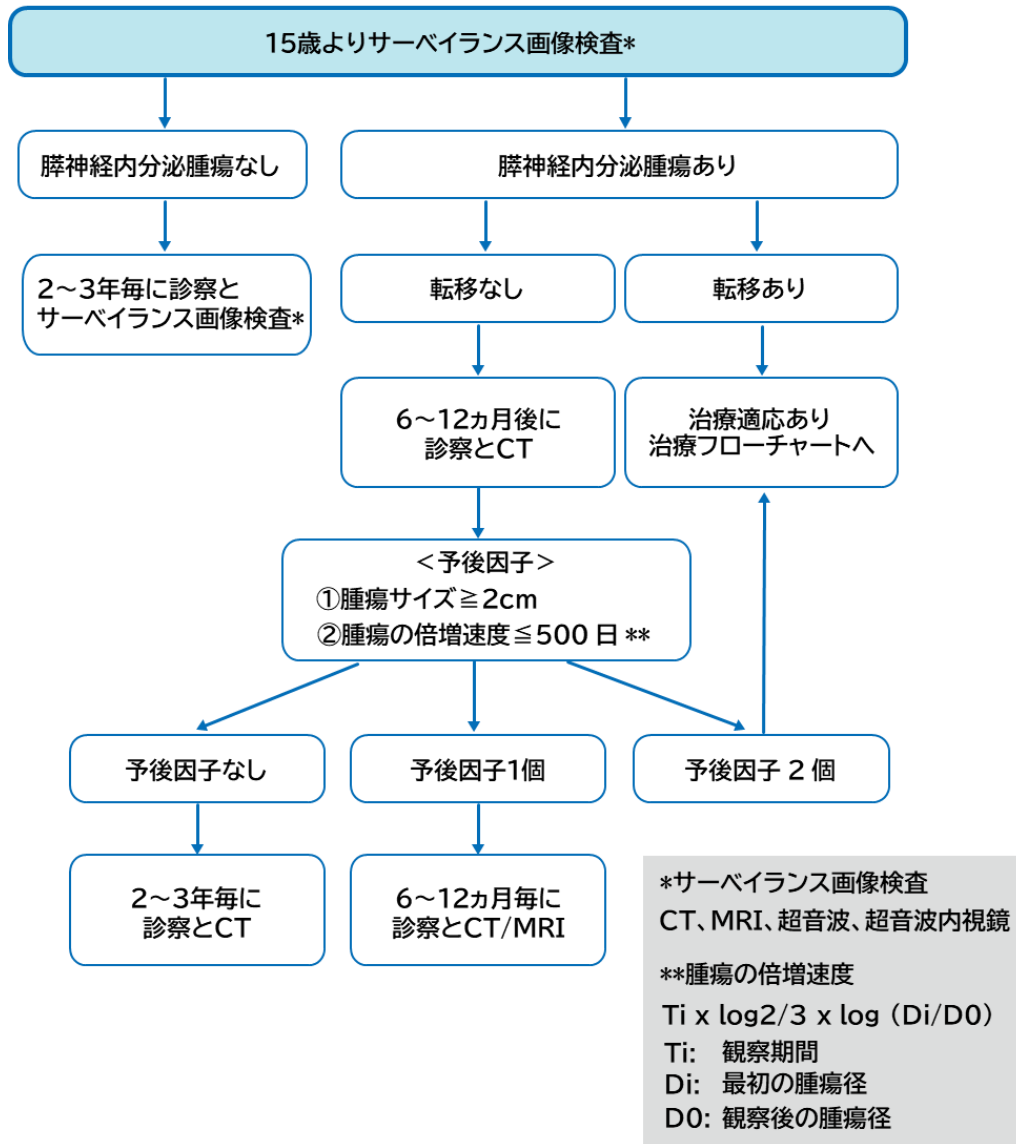 15歳よりサーベイランス画像検査*
膵神経内分泌腫瘍なし
膵神経内分泌腫瘍あり
2～3年毎に診察と
サーベイランス画像検査*
転移なし
転移あり
6～12ヵ月後に
診察とCT
治療適応あり
治療フローチャートへ
＜予後因子＞
①腫瘍サイズ≧2cm
②腫瘍の倍増速度≦500日**
予後因子なし
予後因子1個
予後因子２個
2～3年毎に
診察とCT
6～12ヵ月毎に
診察とCT/MRI
*サーベイランス画像検査
CT、MRI、超音波、超音波内視鏡
**腫瘍の倍増速度
Ti x log2/3 x log（Di/D0）
Ti: 観察期間
Di: 最初の腫瘍径
D0: 観察後の腫瘍径